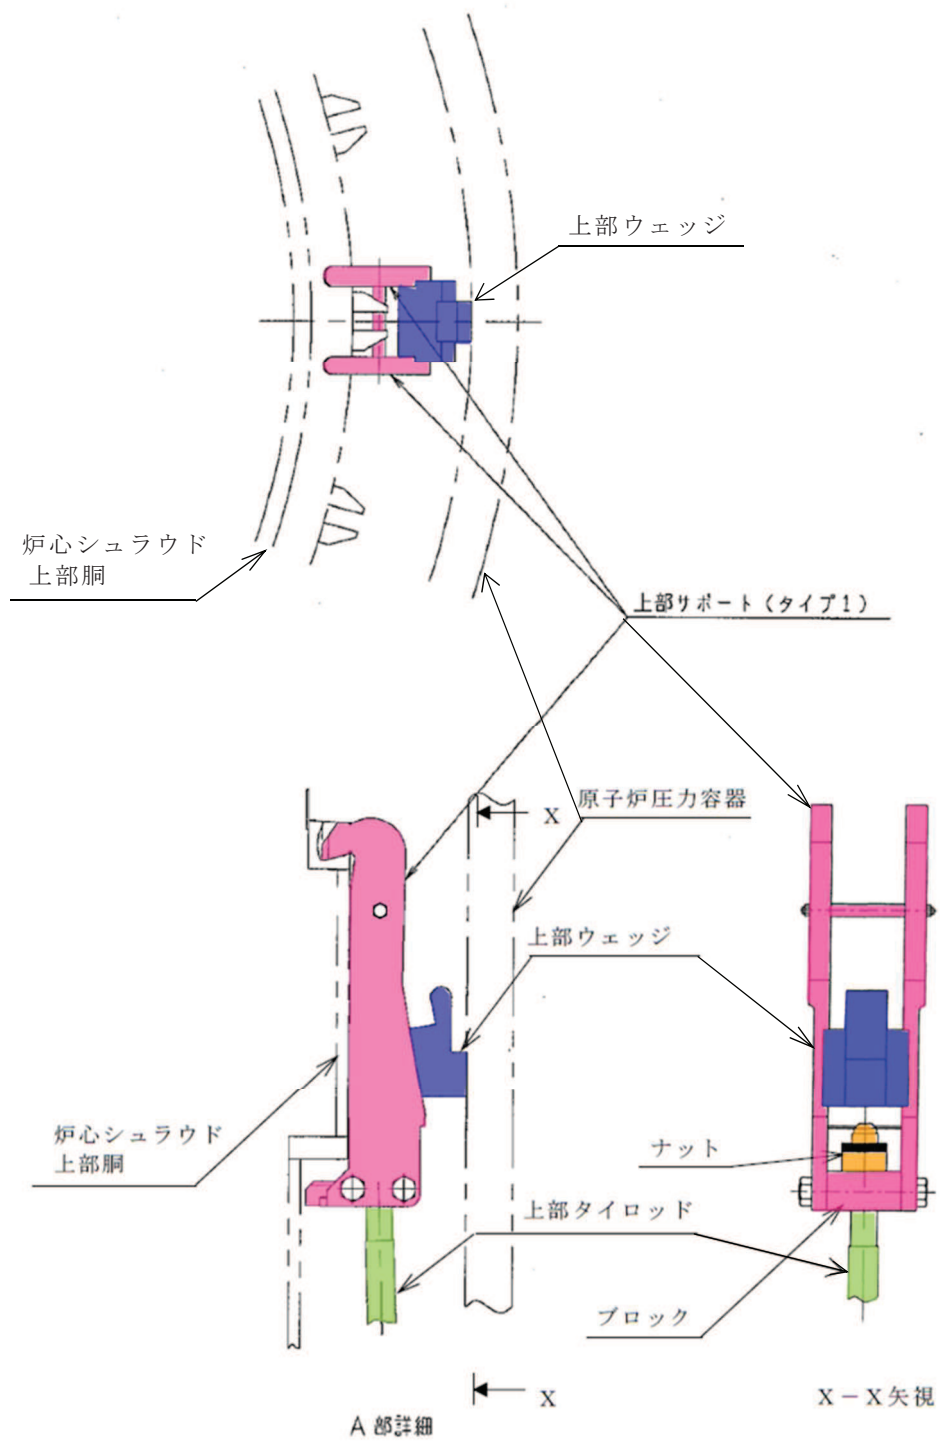 上部ウェッジ
炉心シュラウド
上部胴
上部サポート(タイプ1)
原子炉圧力容器
X
上部ウェッジ
炉心シュラウド
上部胴
ナット
上部タイロッド
ブロック
X
A 部詳細
X－X矢視